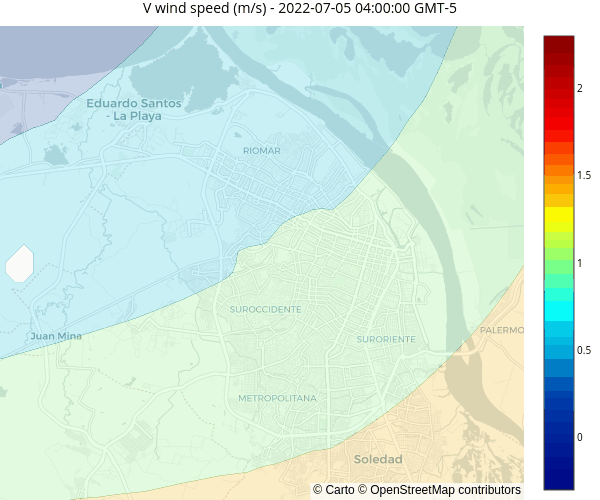 V wind speed (m/s) - 2022-07-05 04:00:00 GMT-5
Eduardo Santos
- La Playa
RIOMAR
SUROCCIDENTE
Juan Mina
SURORIENTE
PALERMO
METROPOLITANA
Soledad
2
1.5
1
0.5
0
© Carto © OpenStreetMap contributors